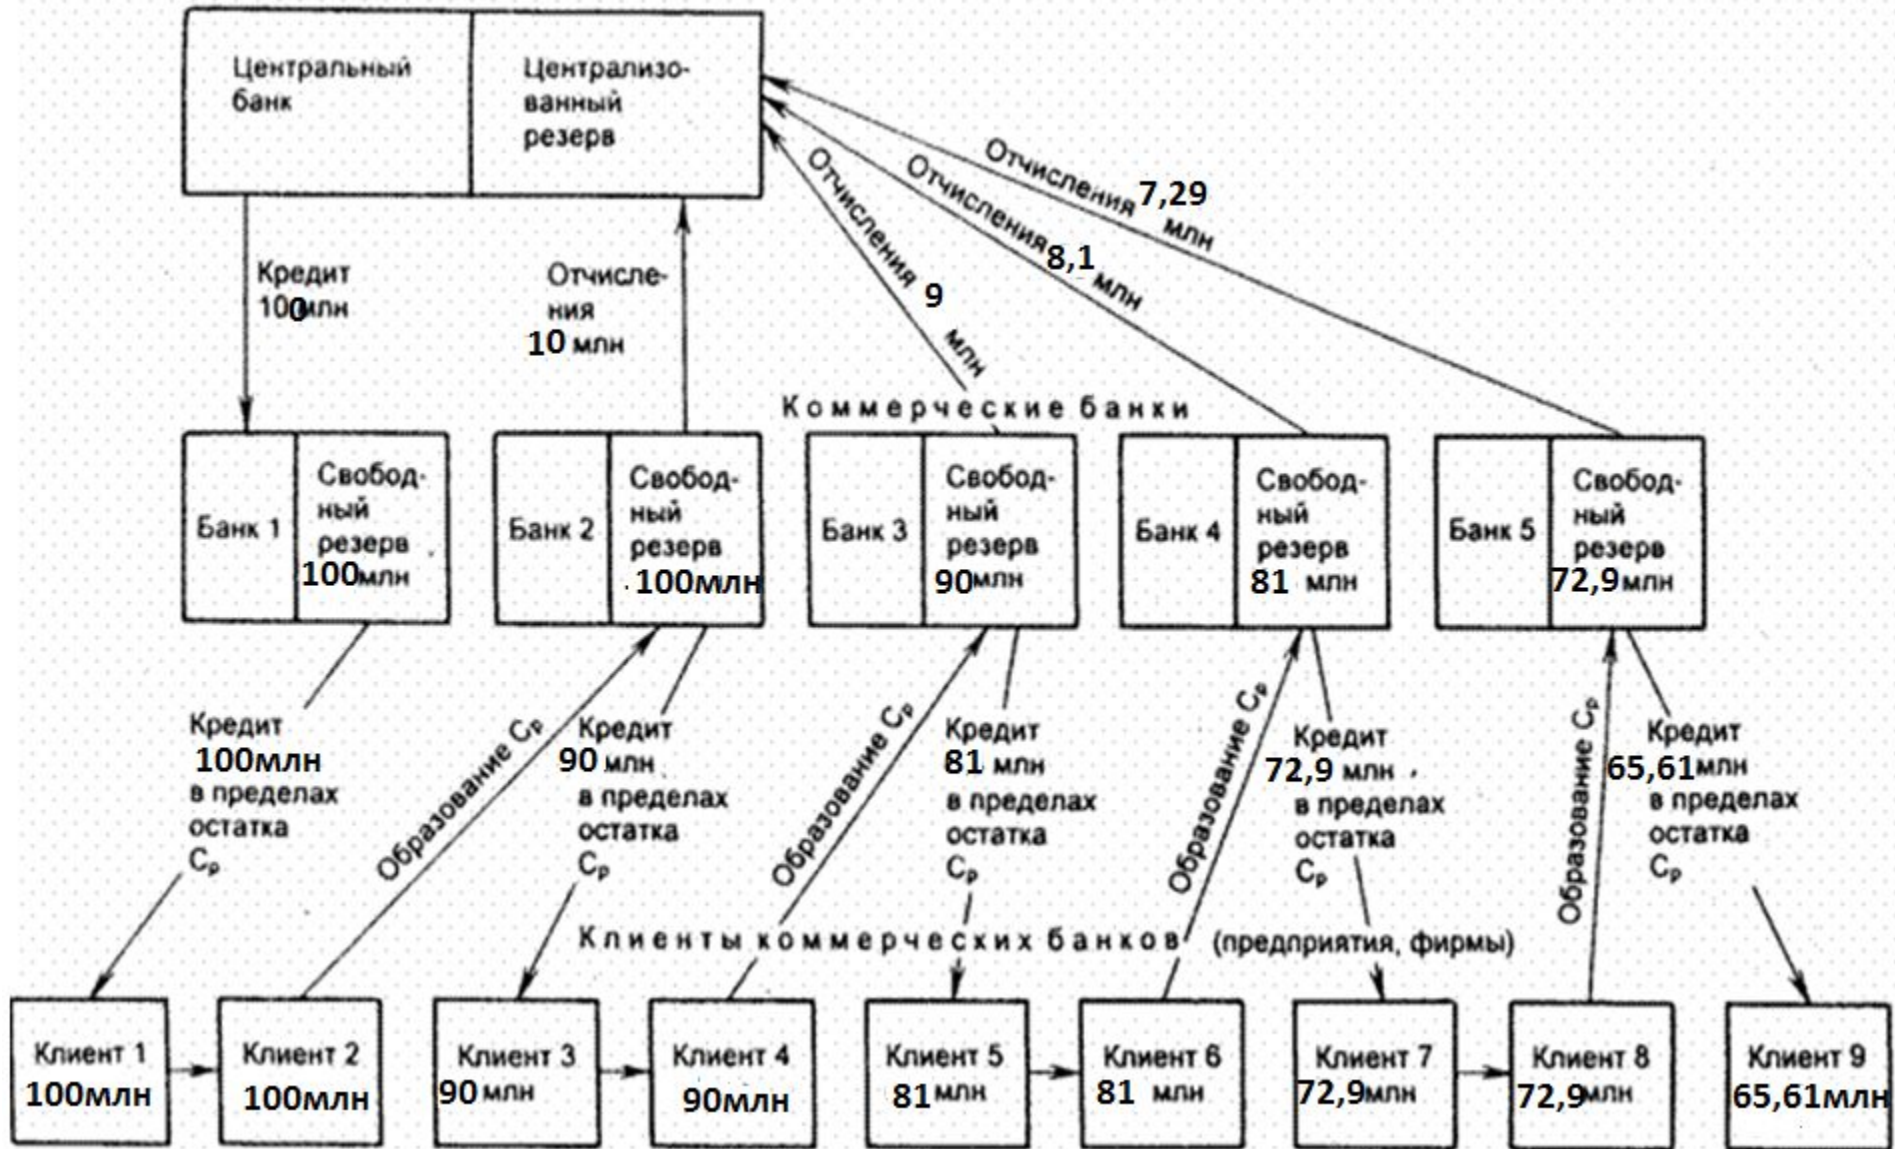 Центральный
банк
Централизо-
ванный
резерв
Кредит
100млн
Отчисле-
ния
10 млн
Отчисления 9
млн
Отчисления 8,1
млн
Отчисления 7,29
млн
Коммерческие банки
Банк 1
Свобод-
ный
резерв
100млн
Банк 2
Свобод-
ный
резерв
100млн
Банк 3
Свобод-
ный
резерв
90млн
Банк 4
Свобод-
ный
резерв
81 млн
Банк 5
Свобод-
ный
резерв
72,9млн
Кредит
100млн
в пределах
остатка
Ср
Образование Ср
Кредит
90 млн
в пределах
остатка
Ср
Образование Ср
Кредит
81 млн
в пределах
остатка
Ср
Образование Ср
Кредит
72,9 млн
в пределах
остатка
Ср
Образование Ср
Кредит
65,61млн
в пределах
остатка
Ср
Клиенты коммерческих банков (предприятия, фирмы)
Клиент 1
100млн
Клиент 2
100млн
Клиент 3
90 млн
Клиент 4
90млн
Клиент 5
81млн
Клиент 6
81 млн
Клиент 7
72,9млн
Клиент 8
72,9млн
Клиент 9
65,61млн